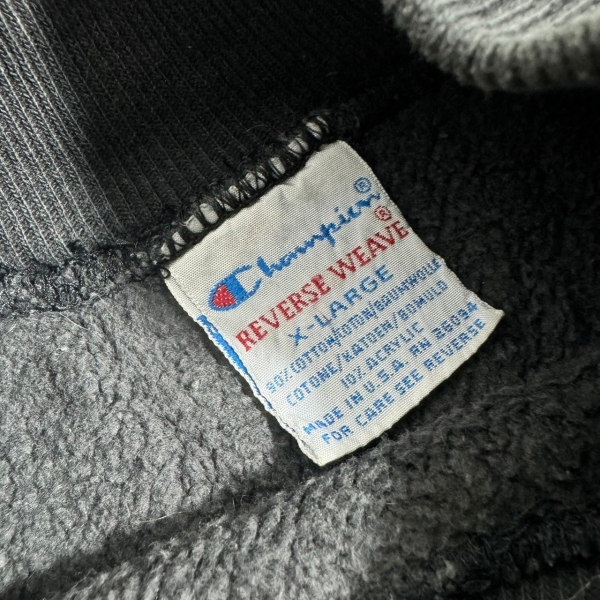 Champion®
REVERSE WEAVE®
X-LARGE
90%COTTON/COTON/BAUMWOLLE
COTONE/KATOEN/BOMULD
10% ACRYLIC
MADE IN U.S.A. RN 26094
FOR CARE SEE REVERSE